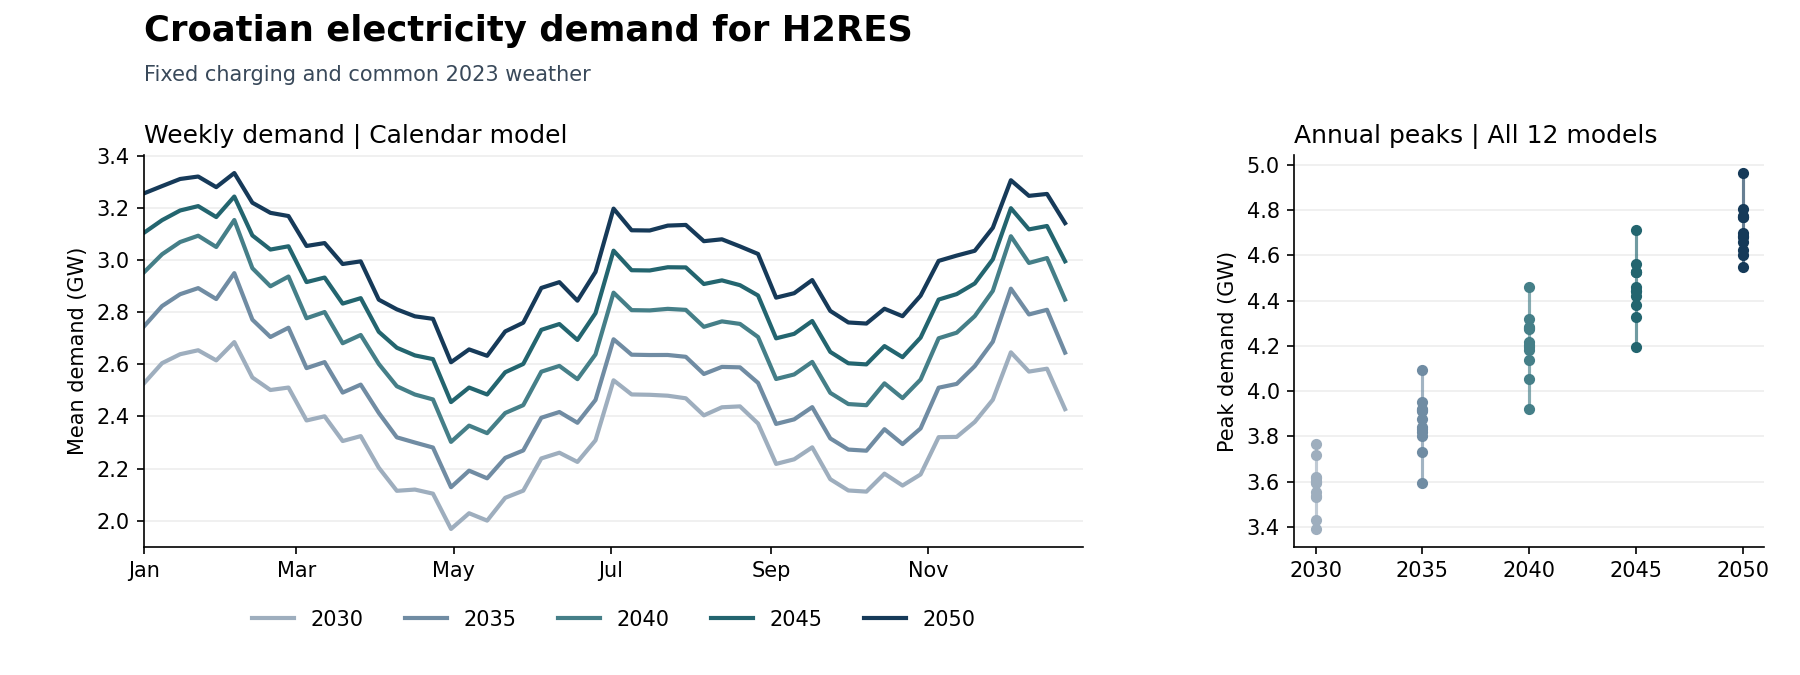 Croatian electricity demand for H2RES
Fixed charging and common 2023 weather
Weekly demand | Calendar model
Mean demand (GW)
3.4
3.2
3.0
2.8
2.6
2.4
2.2
2.0
Jan Mar May Jul Sep Nov
2030 2035 2040 2045 2050
Annual peaks | All 12 models
Peak demand (GW)
5.0
4.8
4.6
4.4
4.2
4.0
3.8
3.6
3.4
2030 2035 2040 2045 2050